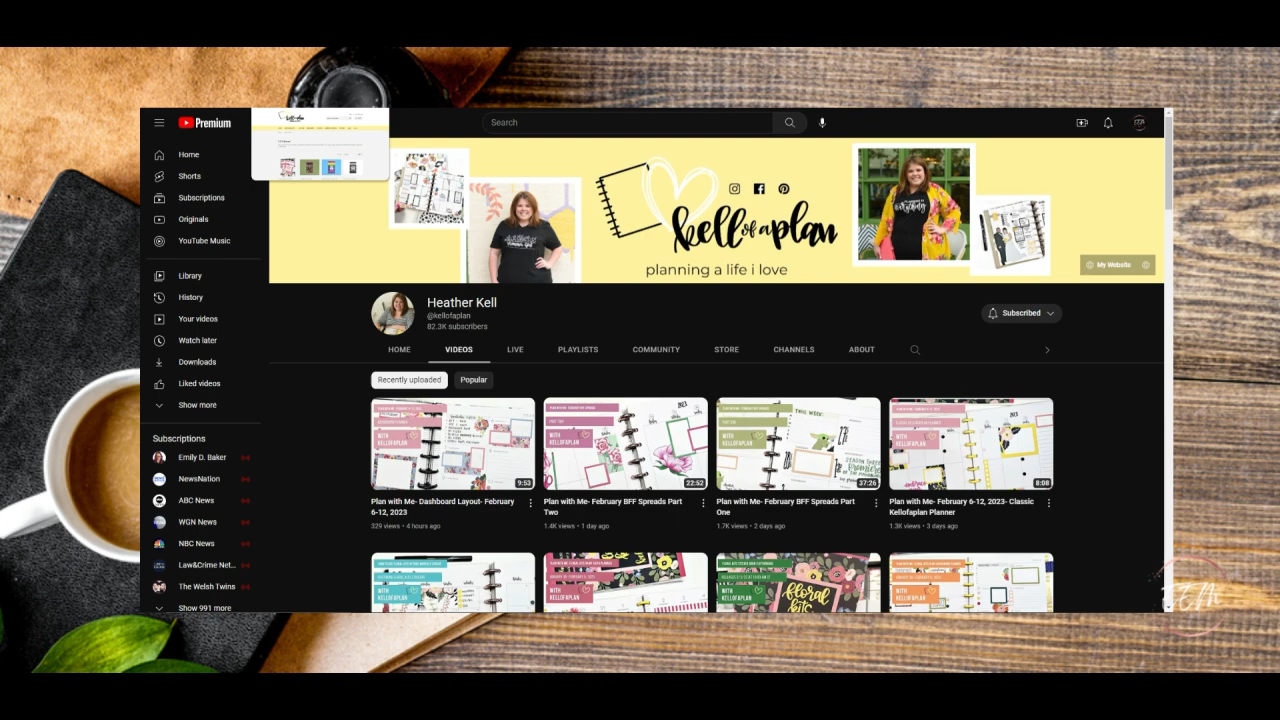 Premium
Search
Home
Shorts
Subscriptions
Originals
YouTube Music
Library
History
Your videos
Watch later
Downloads
Liked videos
Show more
Subscriptions
Emily D. Baker
NewsNation
ABC News
WGN News
NBC News
Law&Crime Net...
The Welsh Twins
Show 991 more
kell of a plan
planning a life i love
My Website
Heather Kell
@kellofaplan
82.3K subscribers
Subscribed
HOME VIDEOS LIVE PLAYLISTS COMMUNITY STORE CHANNELS ABOUT
Recently uploaded Popular
WITH
KELLOFAPLAN
9:53
Plan with Me- Dashboard Layout- February
6-12, 2023
329 views • 4 hours ago
2023
WITH
KELLOFAPLAN
22:52
Plan with Me- February BFF Spreads Part
Two
1.4K views • 1 day ago
THIS WEEK
WITH
KELLOFAPLAN
37:26
Plan with Me- February BFF Spreads Part
One
1.7K views • 2 days ago
2023
WITH
KELLOFAPLAN
8:08
Plan with Me- February 6-12, 2023- Classic
Kellofaplan Planner
1.3K views • 3 days ago
WITH
KELLOFAPLAN
WITH
KELLOFAPLAN
WITH
KELLOFAPLAN
floral
kits
WITH
KELLOFAPLAN